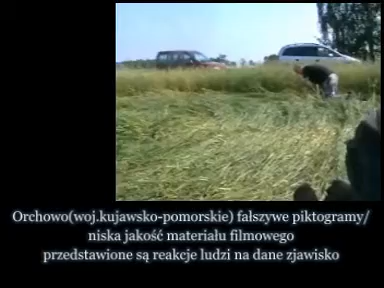 Orchowo(woj.kujawsko-pomorskie) fałszywe piktogramy/
niska jakość materiału filmowego
przedstawione są reakcje ludzi na dane zjawisko